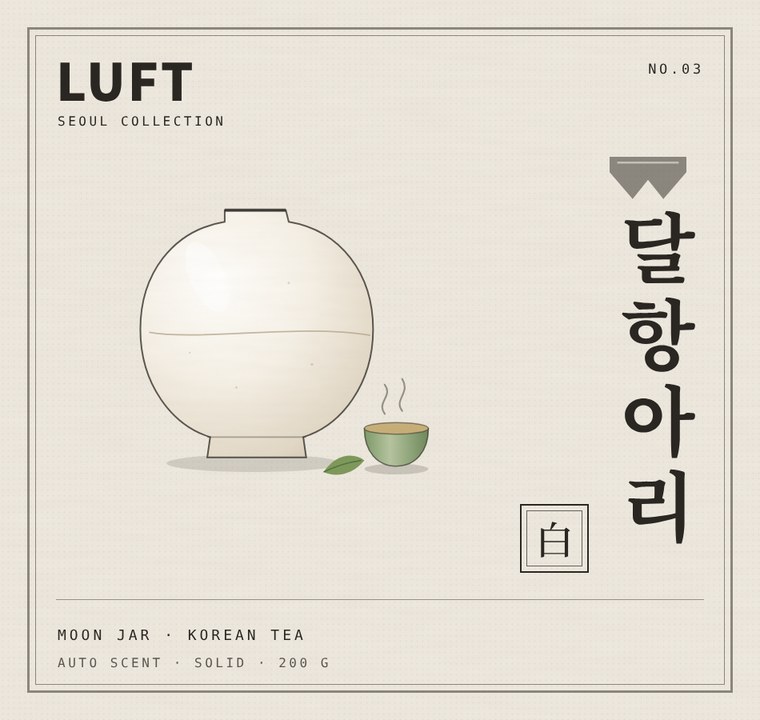 LUFT
SEOUL COLLECTION
NO.03
달항아리
白
MOON JAR · KOREAN TEA
AUTO SCENT · SOLID · 200 G